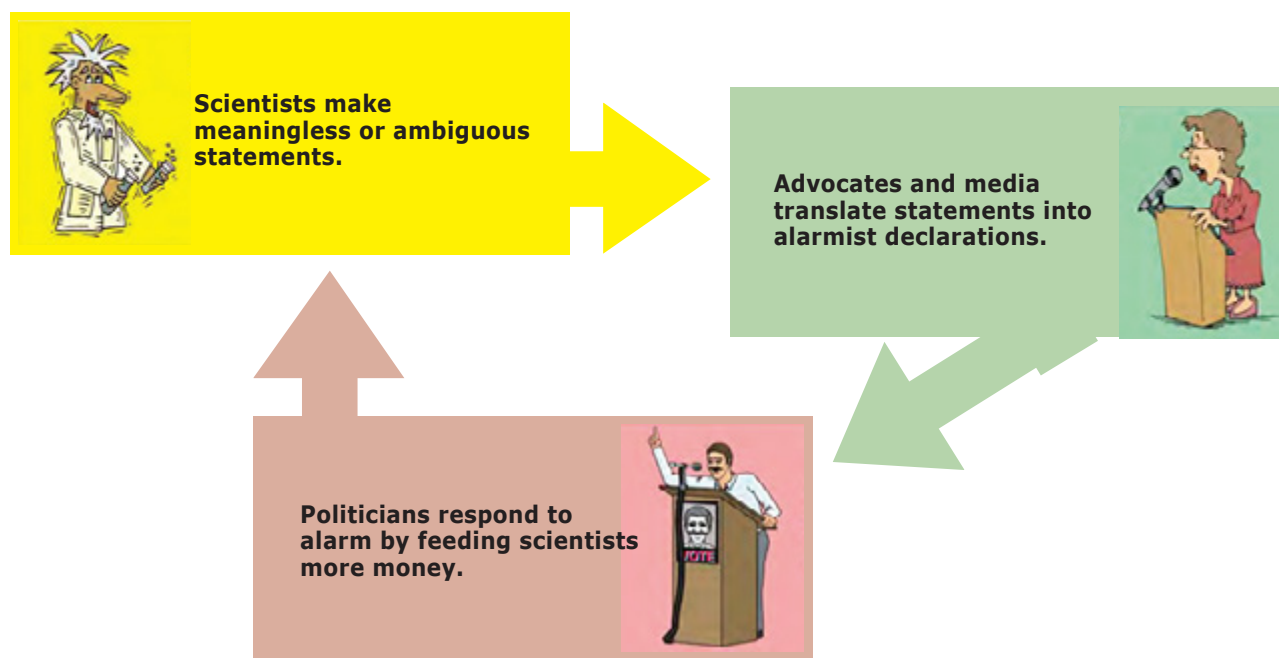 Scientists make
meaningless or ambiguous
statements.
Advocates and media
translate statements into
alarmist declarations.
Politicians respond to
alarm by feeding scientists
more money.
VOTE